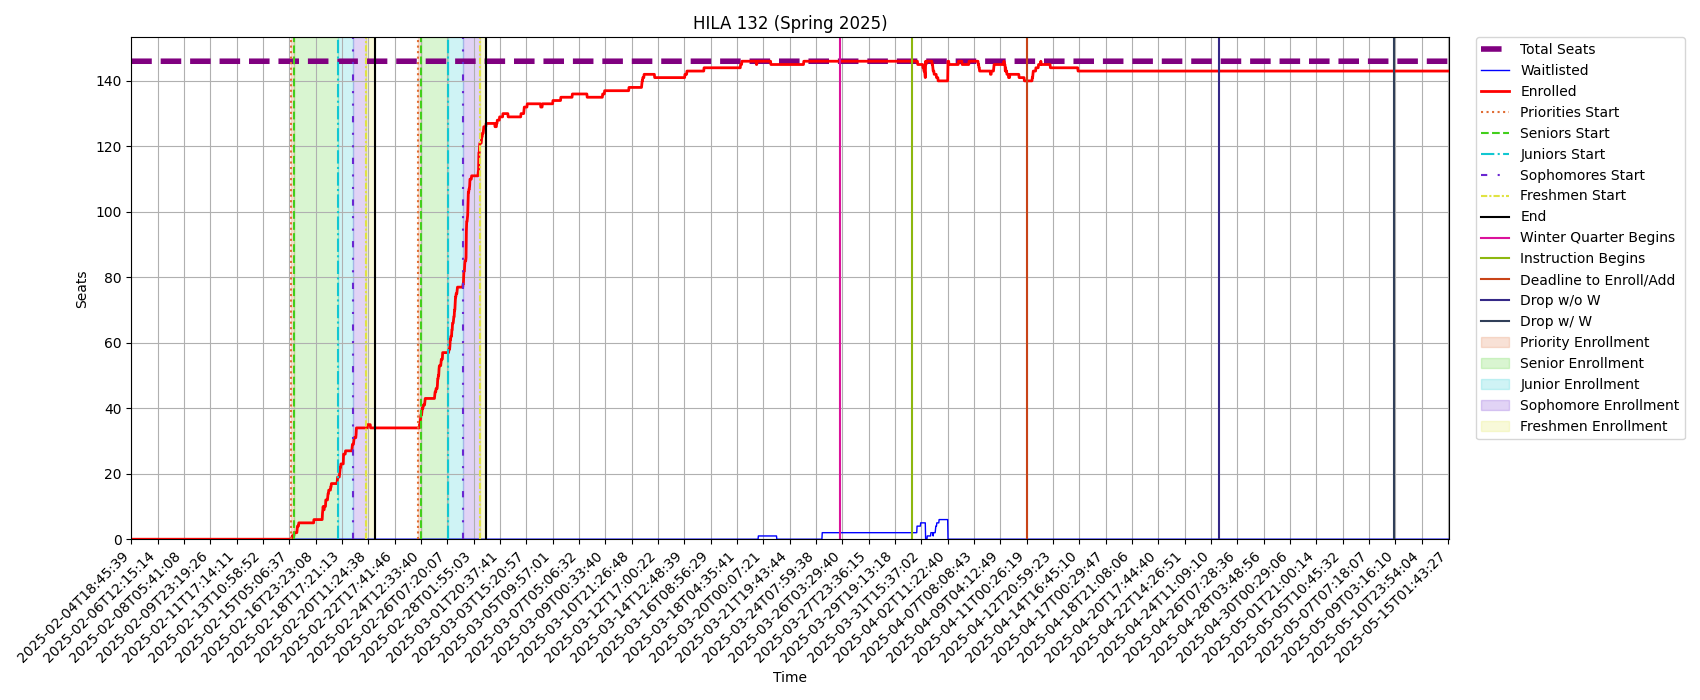 HILA 132 (Spring 2025)
Seats
140
120
100
80
60
40
20
0
2025-02-04T18:45:39
2025-02-06T12:15:14
2025-02-08T05:41:08
2025-02-09T23:19:26
2025-02-11T17:14:11
2025-02-13T10:58:52
2025-02-15T05:06:37
2025-02-16T23:23:08
2025-02-18T17:21:13
2025-02-20T11:24:38
2025-02-22T17:41:46
2025-02-24T12:33:40
2025-02-26T07:20:07
2025-02-28T01:55:03
2025-03-01T20:37:41
2025-03-03T15:20:57
2025-03-05T09:57:01
2025-03-07T05:06:32
2025-03-09T00:33:40
2025-03-10T21:26:48
2025-03-12T17:00:22
2025-03-14T12:48:39
2025-03-16T08:56:29
2025-03-18T04:35:41
2025-03-20T00:07:21
2025-03-21T19:43:44
2025-03-24T07:59:38
2025-03-26T03:29:40
2025-03-27T23:36:15
2025-03-29T19:13:18
2025-03-31T15:37:02
2025-04-02T11:22:40
2025-04-07T08:08:43
2025-04-09T04:12:49
2025-04-11T00:26:19
2025-04-12T20:59:23
2025-04-14T16:45:10
2025-04-17T00:29:47
2025-04-18T21:08:06
2025-04-20T17:44:40
2025-04-22T14:26:51
2025-04-24T11:09:10
2025-04-26T07:28:36
2025-04-28T03:48:56
2025-04-30T00:29:06
2025-05-01T21:00:14
2025-05-05T10:45:32
2025-05-07T07:18:07
2025-05-09T03:16:10
2025-05-10T23:54:04
2025-05-15T01:43:27
Time
Total Seats
Waitlisted
Enrolled
Priorities Start
Seniors Start
Juniors Start
Sophomores Start
Freshmen Start
End
Winter Quarter Begins
Instruction Begins
Deadline to Enroll/Add
Drop w/o W
Drop w/ W
Priority Enrollment
Senior Enrollment
Junior Enrollment
Sophomore Enrollment
Freshmen Enrollment